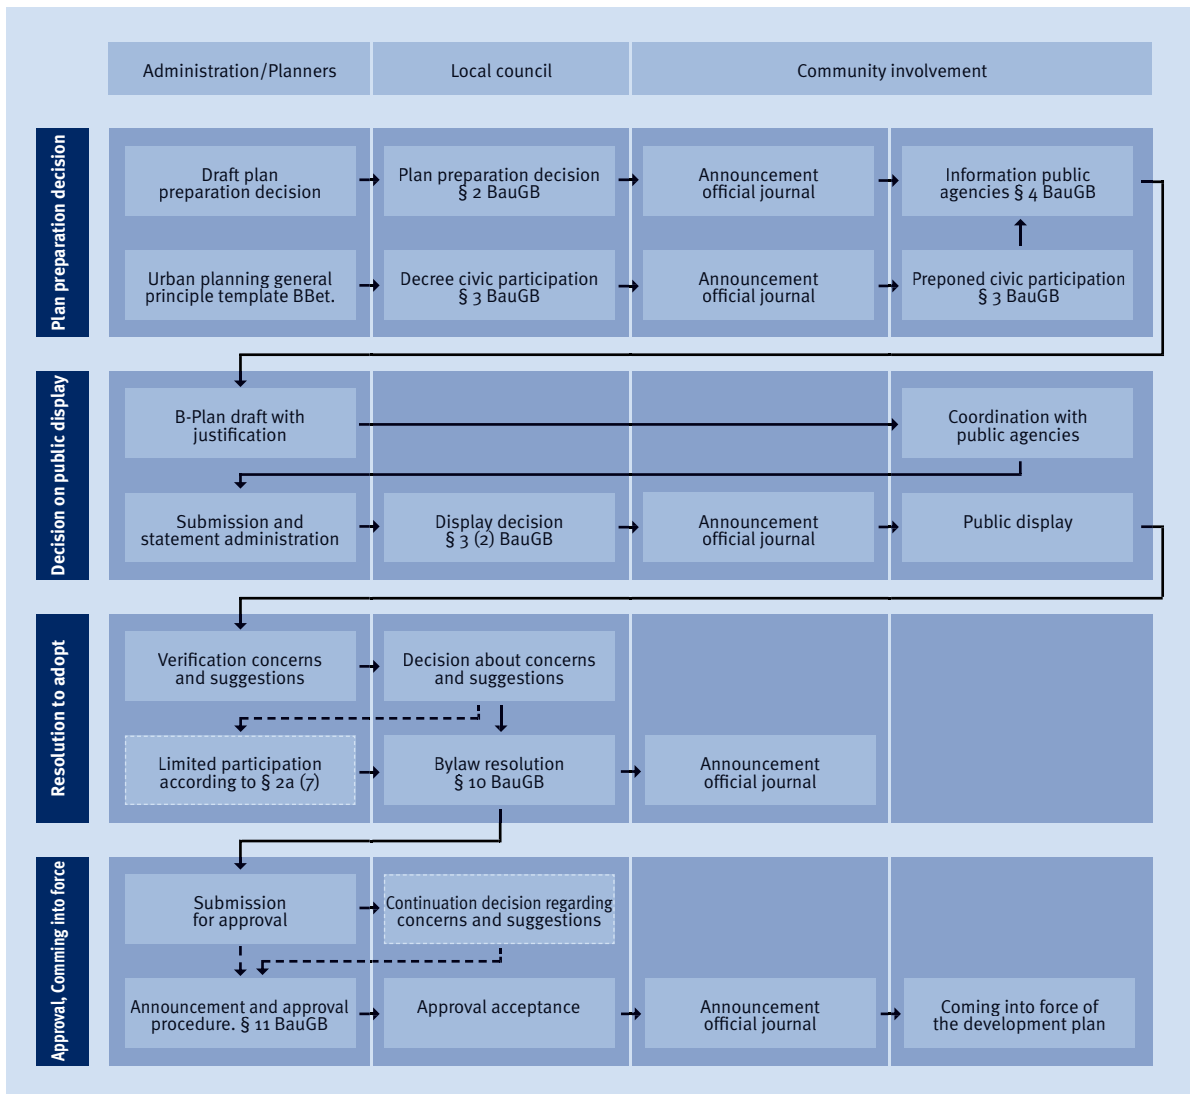 Administration/Planners
Local council
Community involvement
Plan preparation decision
Draft plan
preparation decision
Plan preparation decision
§ 2 BauGB
Announcement
official journal
Information public
agencies § 4 BauGB
Urban planning general
principle template BBet.
Decree civic participation
§ 3 BauGB
Announcement
official journal
Preponed civic participation
§ 3 BauGB
Decision on public display
B-Plan draft with
justification
Coordination with
public agencies
Submission and
statement administration
Display decision
§ 3 (2) BauGB
Announcement
official journal
Public display
Resolution to adopt
Verification concerns
and suggestions
Decision about concerns
and suggestions
Limited participation
according to § 2a (7)
Bylaw resolution
§ 10 BauGB
Announcement
official journal
Approval, Comming into force
Submission
for approval
Continuation decision regarding
concerns and suggestions
Announcement and approval
procedure. § 11 BauGB
Approval acceptance
Announcement
official journal
Coming into force of
the development plan